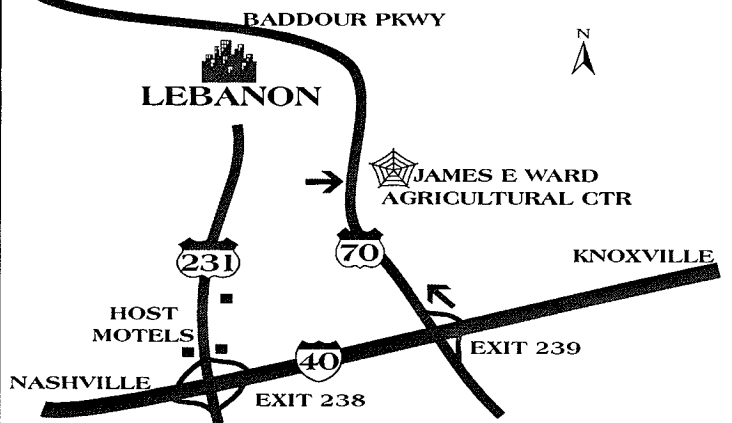 BADDOUR PKWY
N
LEBANON
JAMES E WARD
AGRICULTURAL CTR
231
70
KNOXVILLE
HOST
MOTELS
40
EXIT 239
NASHVILLE
EXIT 238